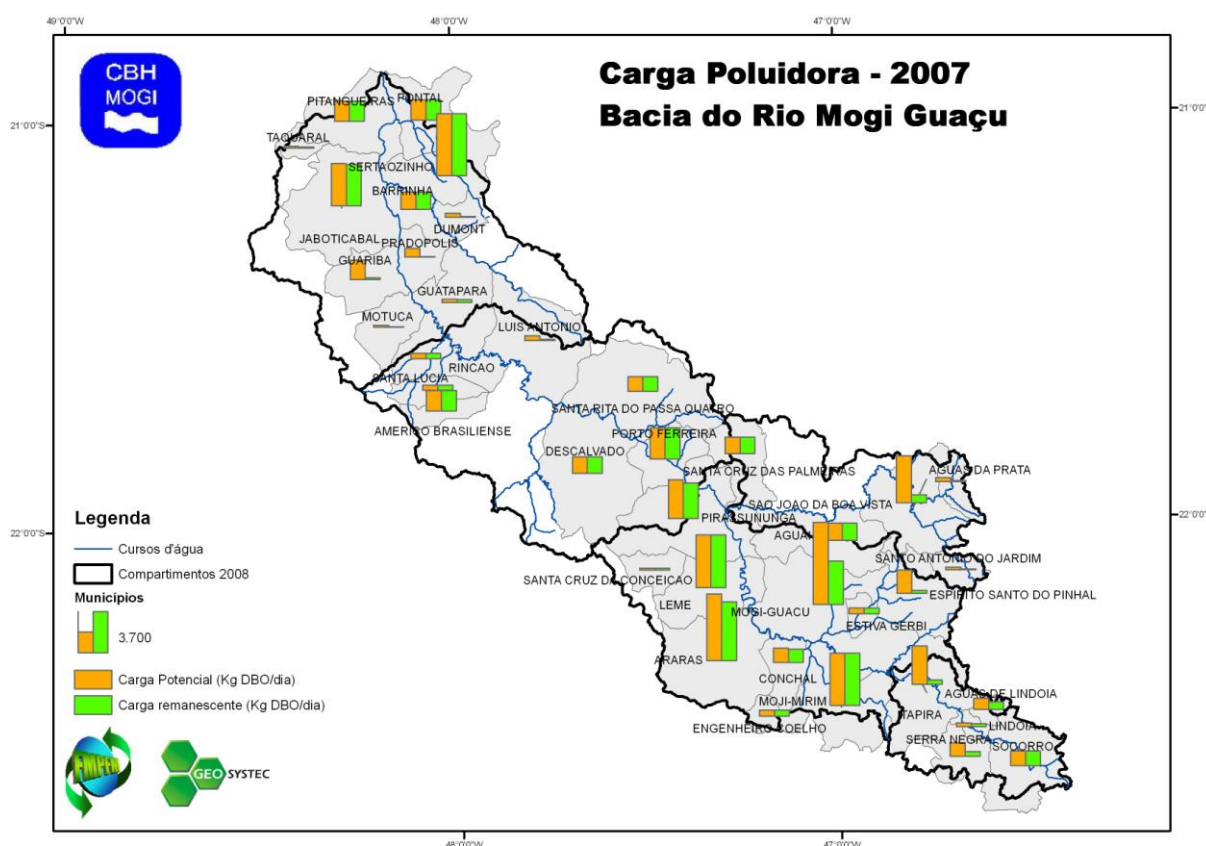 49°0'0"W
48°0'0"W
47°0'0"W
CBH
MOGI
Carga Poluidora - 2007
Bacia do Rio Mogi Guaçu
21°0'0"S
21°0'0"S
PITANGUEIRAS
PONTAL
TAQUARAL
SERTAOZINHO
BARRINHA
DUMONT
JABOTICABAL
PRADOPOLIS
GUARIBA
GUATAPARA
MOTUCA
LUIS ANTONIO
RINCAO
SANTA LUCIA
SANTA RITA DO PASSA QUATRO
AMERICO BRASILIENSE
PORTO FERREIRA
DESCALVADO
SANTA CRUZ DAS PALMEIRAS
AGUAS DA PRATA
SAO JOAO DA BOA VISTA
PIRASSUNUNGA
22°0'0"S
22°0'0"S
AGUAI
SANTO ANTONIO DO JARDIM
SANTA CRUZ DA CONCEICAO
ESPIRITO SANTO DO PINHAL
LEME
MOGI-GUACU
ESTIVA GERBI
ARARAS
CONCHAL
AGUAS DE LINDOIA
MOJI-MIRIM
ITAPIRA
ENGENHEIRO COELHO
LINDOIA
SERRA NEGRA
SOCORRO
Legenda
Cursos d'água
Compartimentos 2008
Municípios
3.700
Carga Potencial (Kg DBO/dia)
Carga remanescente (Kg DBO/dia)
FMPFM
GEO SYSTEC
48°0'0"W
47°0'0"W